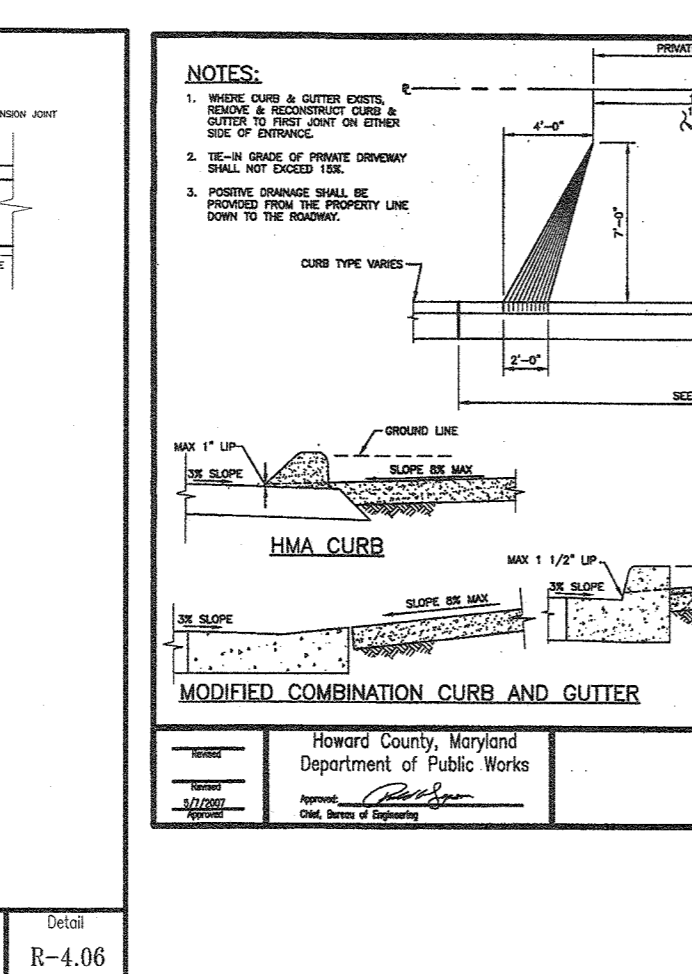 NSION JOINT
E
Detail
R-4.06
NOTES:
1. WHERE CURB & GUTTER EXISTS,
REMOVE & RECONSTRUCT CURB &
GUTTER TO FIRST JOINT ON EITHER
SIDE OF ENTRANCE.
2. TIE-IN GRADE OF PRIVATE DRIVEWAY
SHALL NOT EXCEED 15%.
3. POSITIVE DRAINAGE SHALL BE
PROVIDED FROM THE PROPERTY LINE
DOWN TO THE ROADWAY.
PRIVAT
4'-0"
7'-0"
CURB TYPE VARIES
2'-0"
SEE
GROUND LINE
MAX 1" LIP
3% SLOPE
SLOPE 8% MAX
HMA CURB
MAX 1 1/2" LIP
3% SLOPE
SLOPE 8% MAX
3% SLOPE
MODIFIED COMBINATION CURB AND GUTTER
Revised
Revised
5/7/2007
Approved
Howard County, Maryland
Department of Public Works
Approved:
Chief, Bureau of Engineering